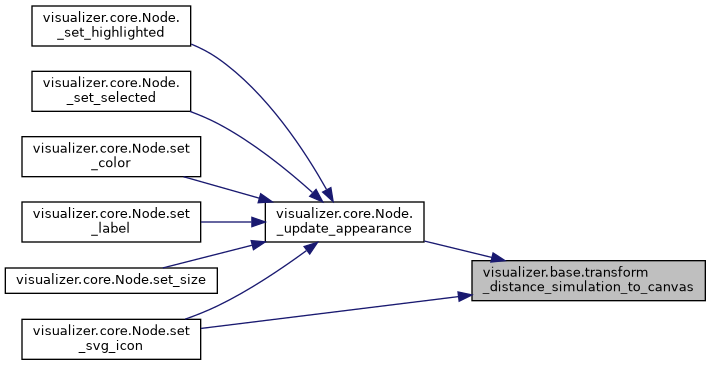 visualizer.core.Node.
_set_highlighted
visualizer.core.Node.
_set_selected
visualizer.core.Node.set
_color
visualizer.core.Node.set
_label
visualizer.core.Node.set_size
visualizer.core.Node.set
_svg_icon
visualizer.core.Node.
_update_appearance
visualizer.base.transform
_distance_simulation_to_canvas